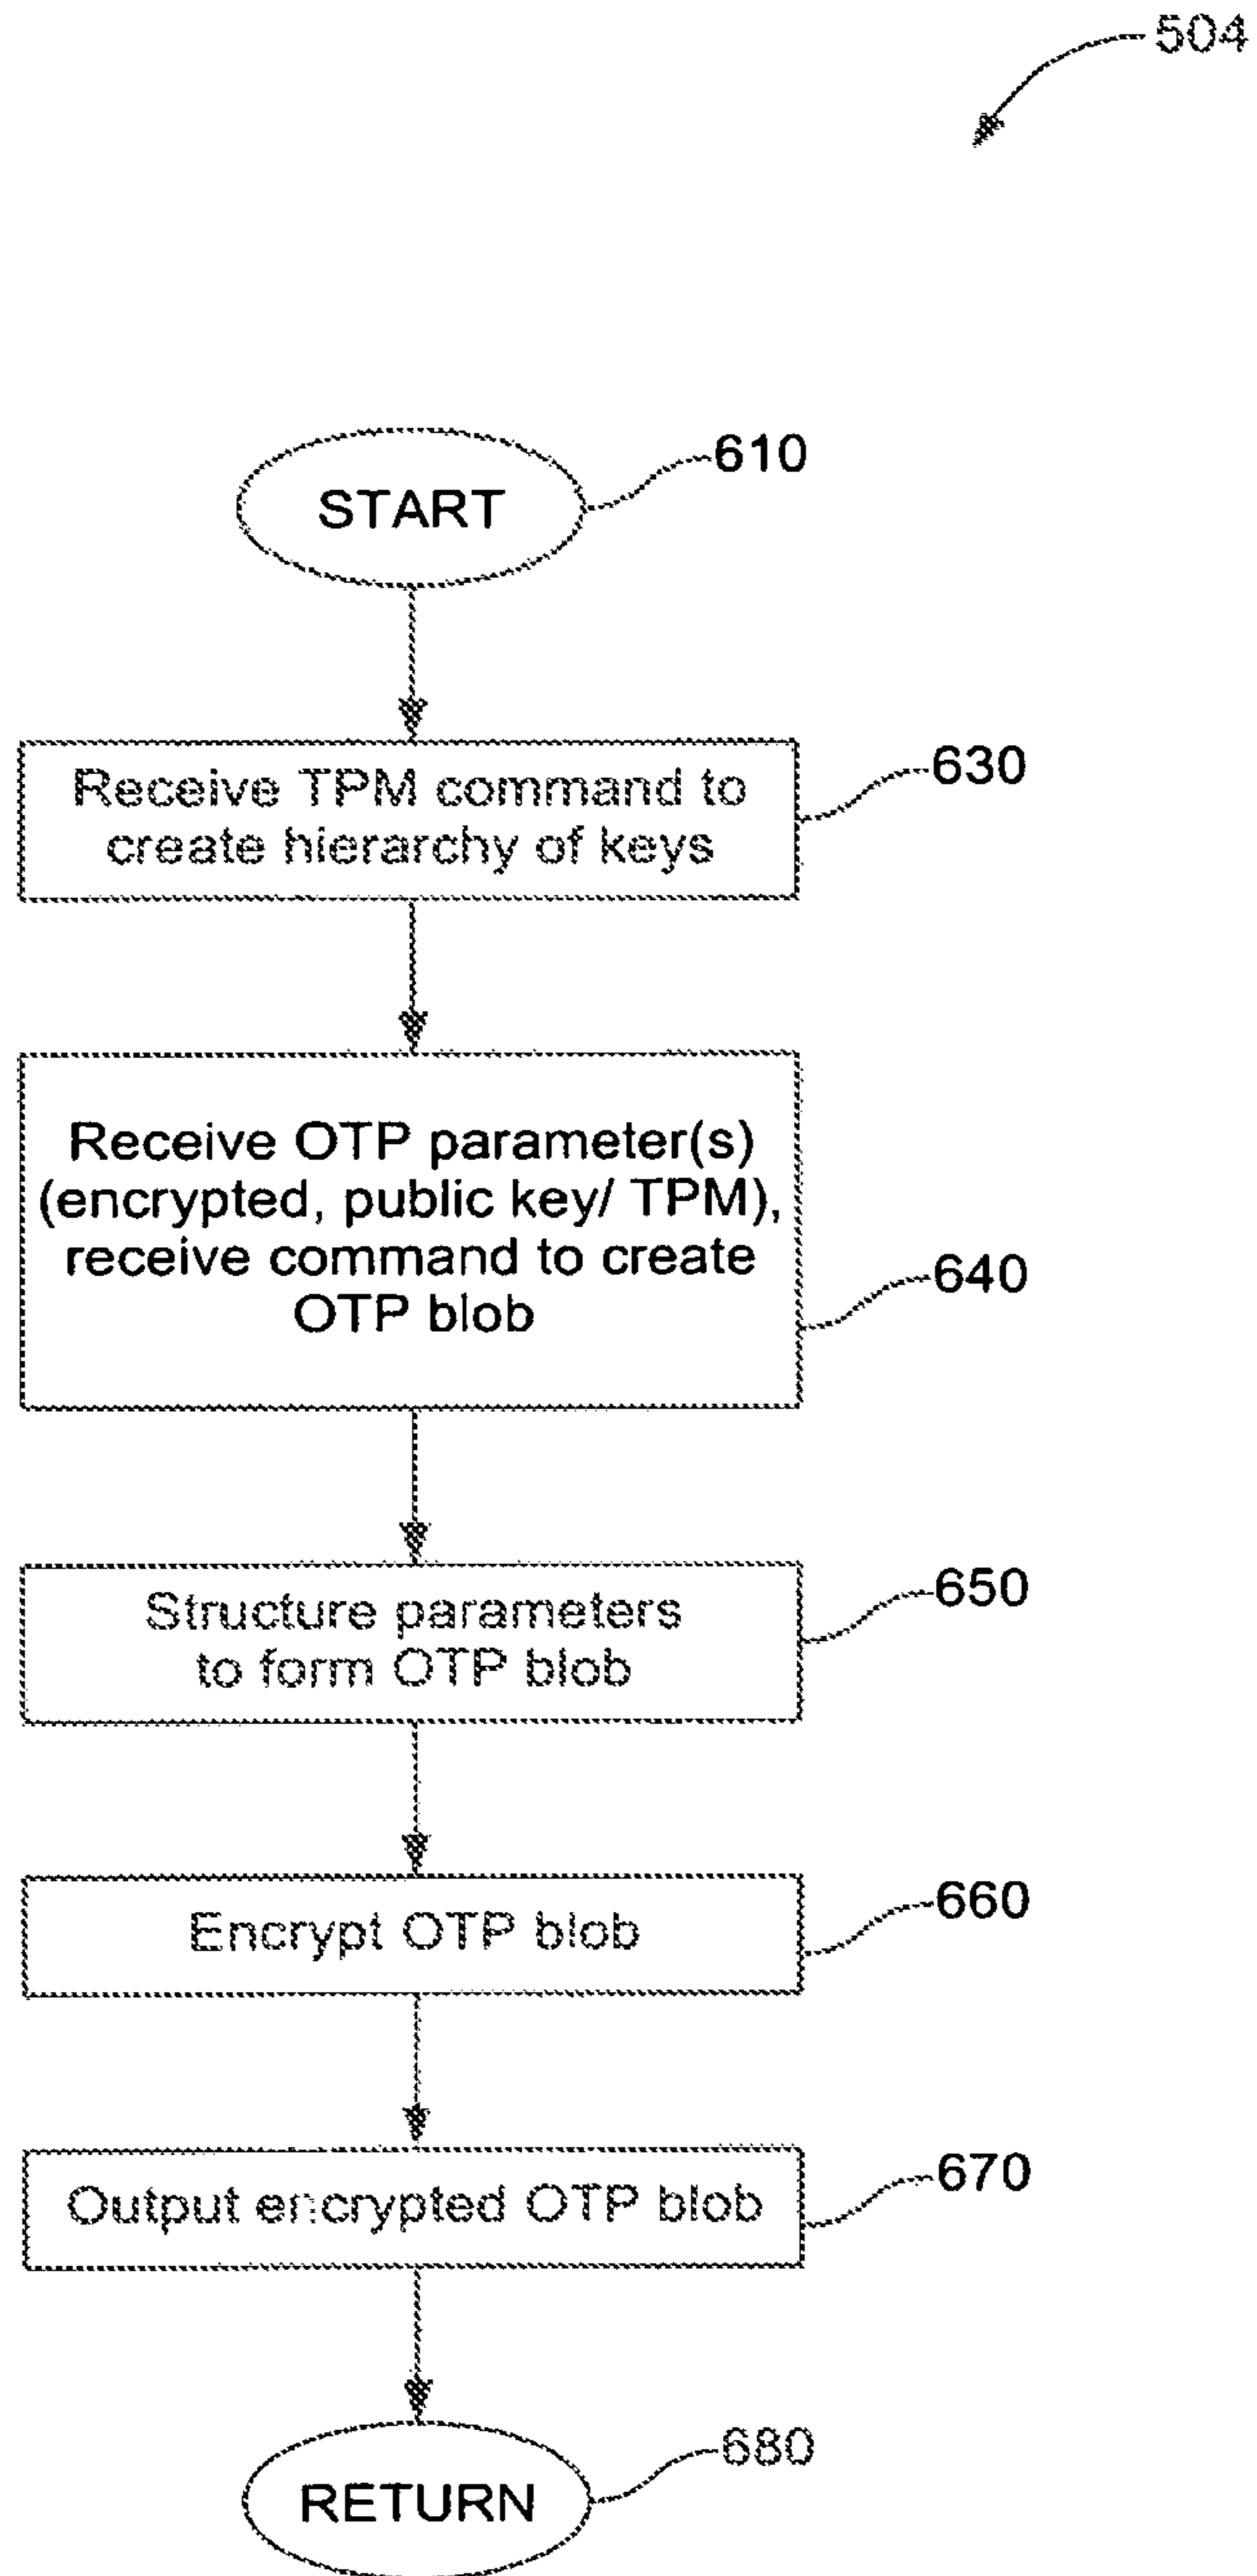 504
START
610
Receive TPM command to
create hierarchy of keys
630
Receive OTP parameter(s)
(encrypted, public key/ TPM),
receive command to create
OTP blob
640
Structure parameters
to form OTP blob
650
Encrypt OTP blob
660
Output encrypted OTP blob
670
RETURN
680